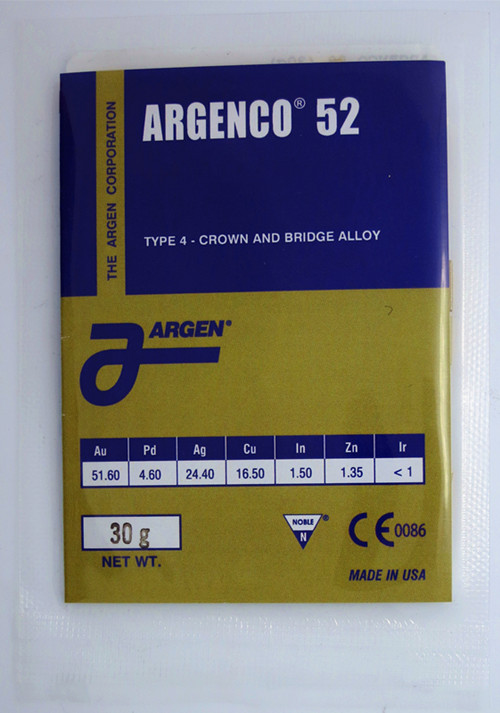 THE ARGEN CORPORATION
ARGENCO® 52
TYPE 4 - CROWN AND BRIDGE ALLOY
ARGEN®
Au Pd Ag Cu In Zn Ir
51.60 4.60 24.40 16.50 1.50 1.35 < 1
30 g
NET WT.
NOBLE ®
N
CE 0086
MADE IN USA